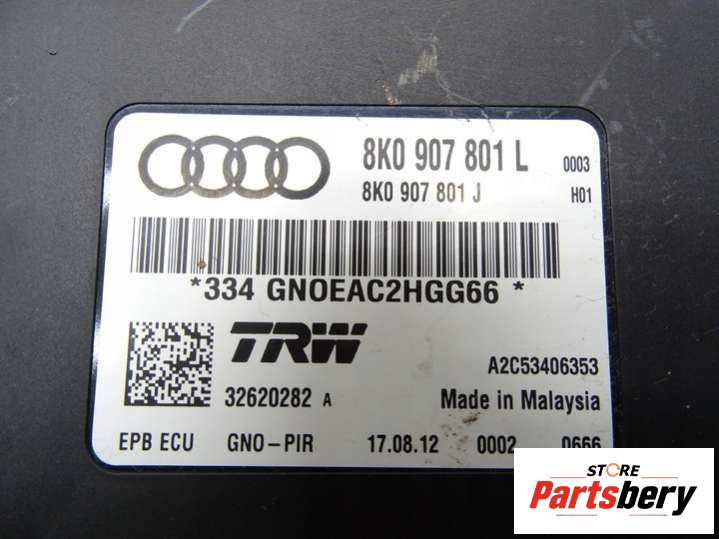 8K0 907 801 L 0003
8K0 907 801 J H01
*334 GNOEAC2HGG66 *
TRW
A2C53406353
32620282 A Made in Malaysia
EPB ECU GNO-PIR 17.08.12 0002 0666
STORE
Partsbery